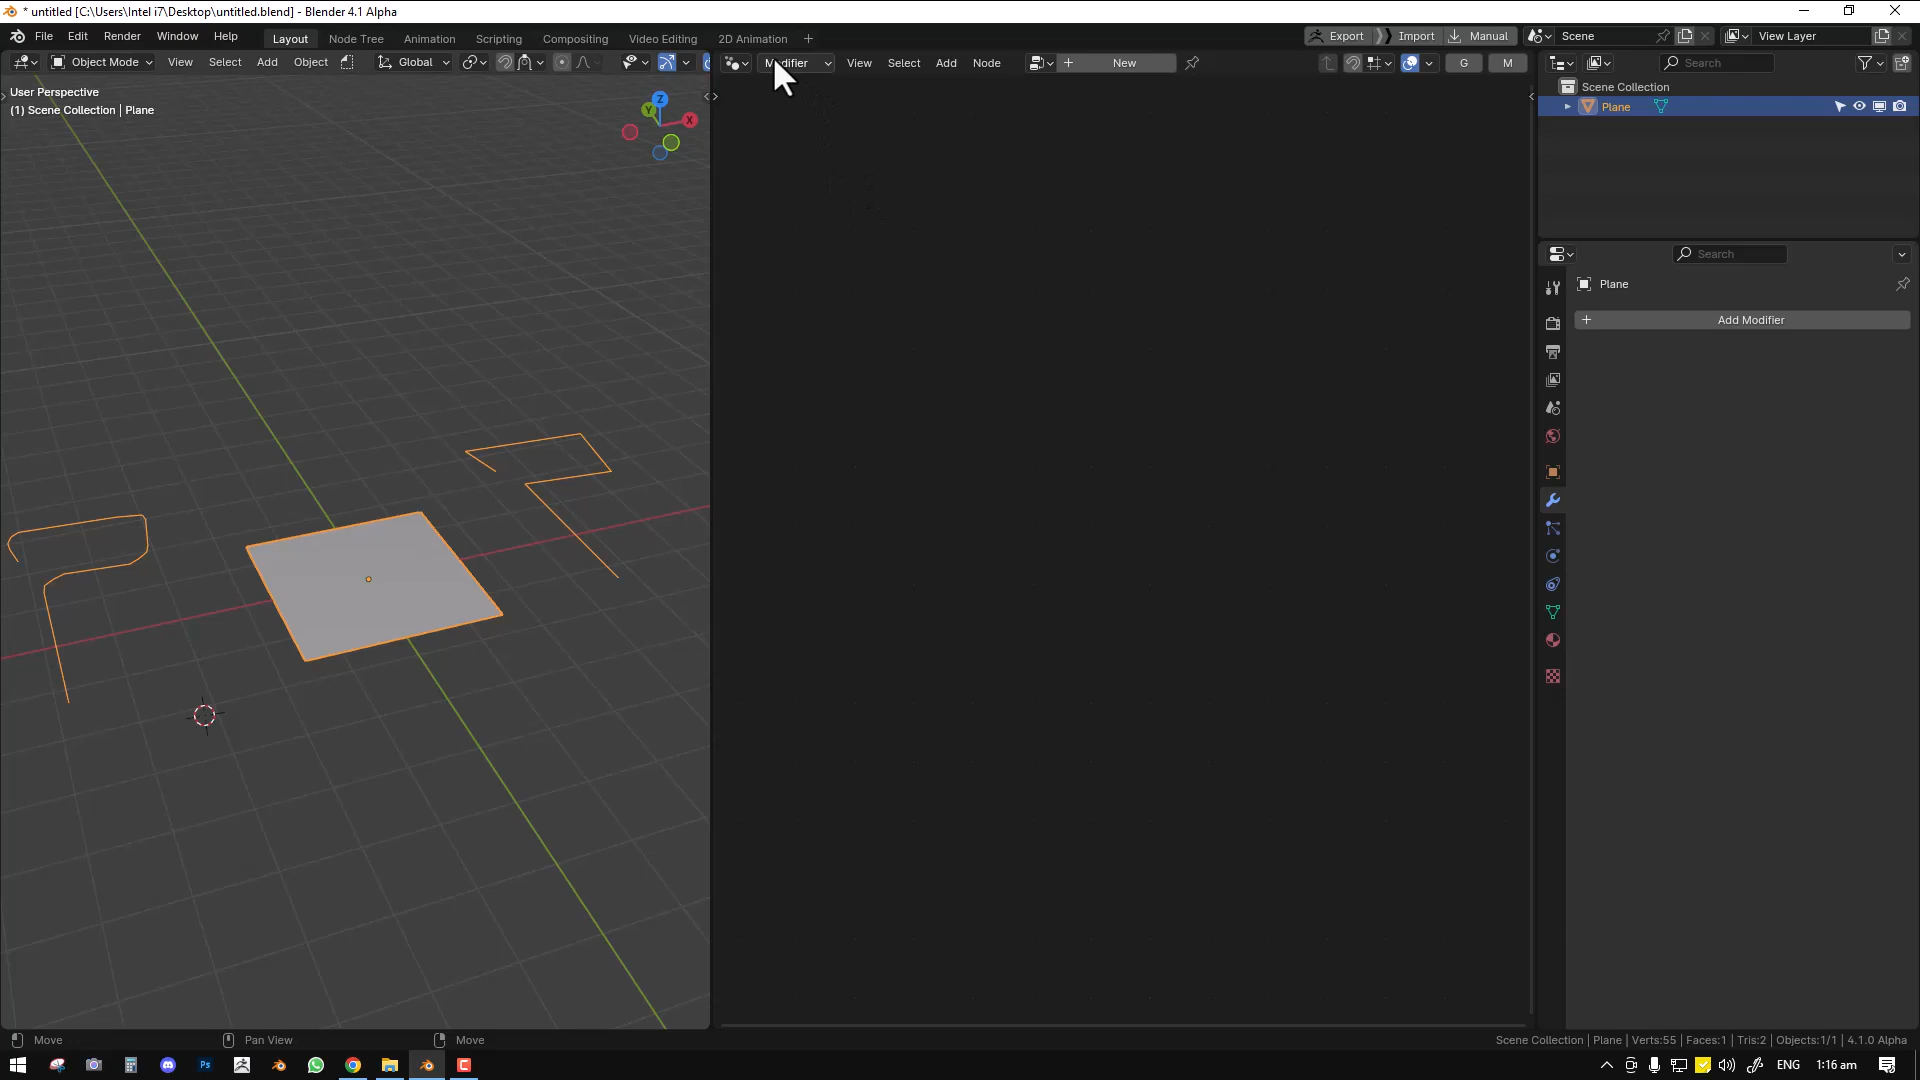 * untitled [C:\Users\Intel i7\Desktop\untitled.blend] - Blender 4.1 Alpha
File Edit Render Window Help Layout Node Tree Animation Scripting Compositing Video Editing 2D Animation + Export Import Manual Scene View Layer
Object Mode View Select Add Object Global Modifier View Select Add Node + New G M Search
User Perspective
(1) Scene Collection | Plane
Z
Y
X
Scene Collection
Plane
Search
Plane
+ Add Modifier
Move Pan View Move Scene Collection | Plane | Verts:55 | Faces:1 | Tris:2 | Objects:1/1 | 4.1.0 Alpha
Ps ENG 1:16 am